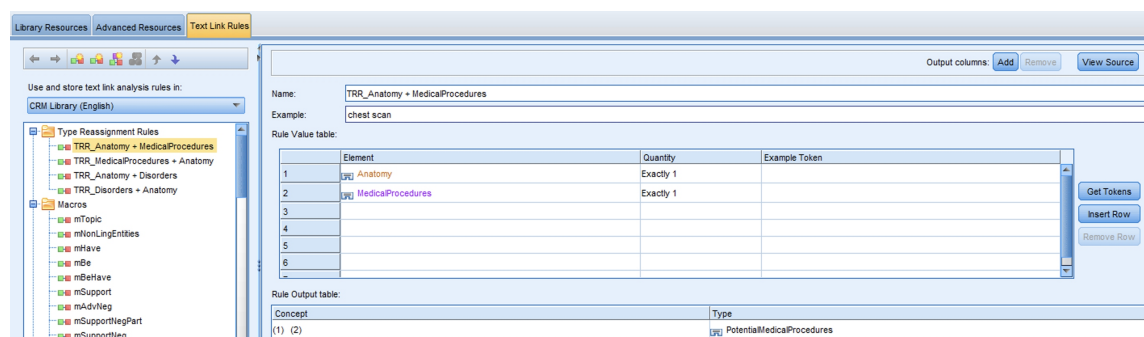 Library Resources Advanced Resources Text Link Rules
Output columns: Add Remove View Source
Use and store text link analysis rules in:
CRM Library (English)
Type Reassignment Rules
TRR_Anatomy + MedicalProcedures
TRR_MedicalProcedures + Anatomy
TRR_Anatomy + Disorders
TRR_Disorders + Anatomy
Macros
mTopic
mNonLingEntities
mHave
mBe
mBeHave
mSupport
mAdvNeg
mSupportNegPart
mSupportNeg
Name: TRR_Anatomy + MedicalProcedures
Example: chest scan
Rule Value table:
Element Quantity Example Token
1 Anatomy Exactly 1
2 MedicalProcedures Exactly 1
3
4
5
6
Get Tokens
Insert Row
Remove Row
Rule Output table:
Concept Type
(1) (2) PotentialMedicalProcedures